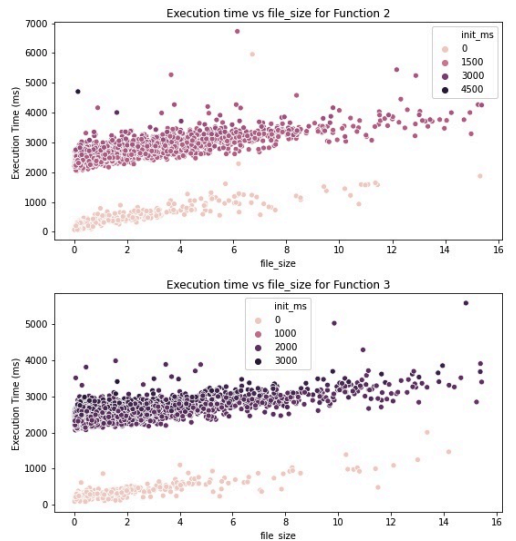 Execution time vs file_size for Function 2
init_ms
0
1500
3000
4500
7000
6000
5000
4000
3000
2000
1000
0
Execution Time (ms)
0 2 4 6 8 10 12 14 16
file_size
Execution time vs file_size for Function 3
init_ms
0
1000
2000
3000
5000
4000
3000
2000
1000
0
Execution Time (ms)
0 2 4 6 8 10 12 14 16
file_size